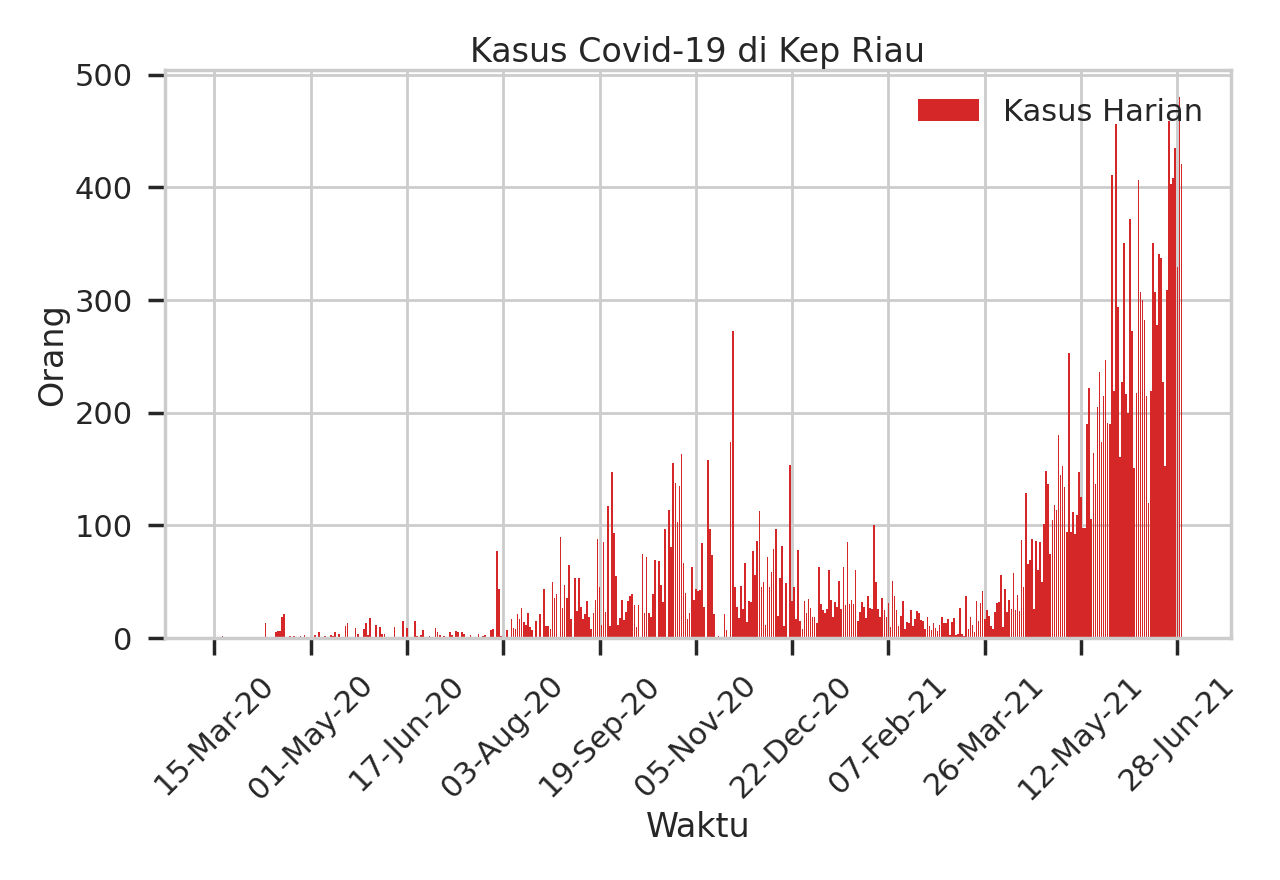 Kasus Covid-19 di Kep Riau
Kasus Harian
Orang
500
400
300
200
100
0
15-Mar-20
01-May-20
17-Jun-20
03-Aug-20
19-Sep-20
05-Nov-20
22-Dec-20
07-Feb-21
26-Mar-21
12-May-21
28-Jun-21
Waktu